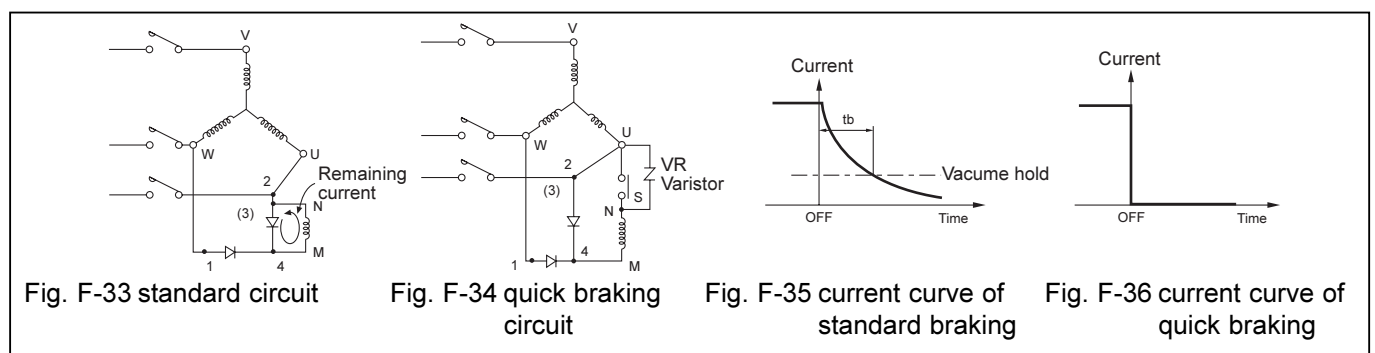 V
W
U
2
Remaining
current
(3)
N
M
1
4
Fig. F-33 standard circuit
V
W
U
2
VR
Varistor
(3)
S
N
4
1
M
Fig. F-34 quick braking
circuit
Current
tb
Vacume hold
OFF
Time
Fig. F-35 current curve of
standard braking
Current
OFF
Time
Fig. F-36 current curve of
quick braking